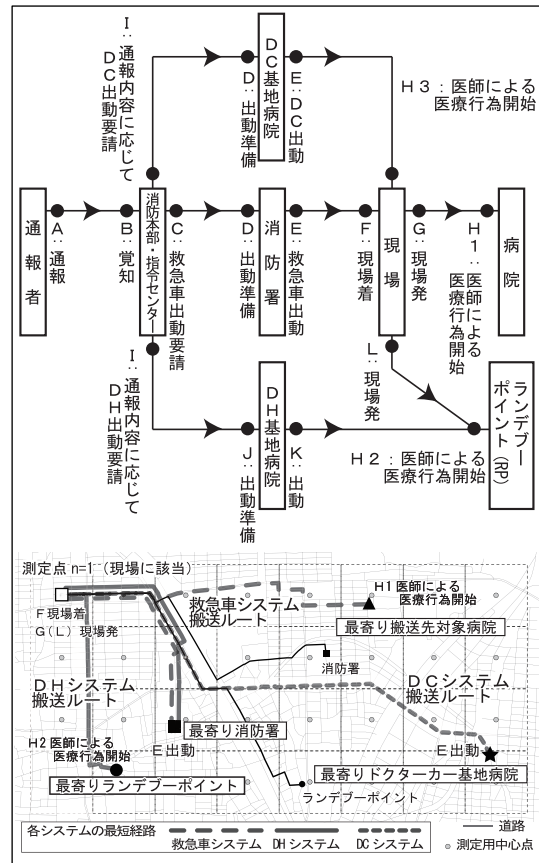 I：通報内容に応じて
DC出動要請
D：出動準備
DC基地病院
E：DC出動
H3：医師による
医療行為開始
通報者
A：通報
B：覚知
消防本部・指令センター
C：救急車出動要請
D：出動準備
消防署
E：救急車出動
F：現場着
現場
G：現場発
H1：医師による
医療行為開始
病院
I：通報内容に応じて
DH出動要請
J：出動準備
DH基地病院
K：出動
L：現場発
H2：医師による
医療行為開始
ランデブー
ポイント(RP)
測定点 n=1（現場に該当）
F 現場着
G(L) 現場発
救急車システム
搬送ルート
H1 医師による
医療行為開始
最寄り搬送先対象病院
消防署
DHシステム
搬送ルート
DCシステム
搬送ルート
最寄り消防署
E出動
H2 医師による
医療行為開始
最寄りランデブーポイント
E出動
最寄りドクターカー基地病院
ランデブーポイント
各システムの最短経路
救急車システム
DHシステム
DCシステム
道路
測定用中心点